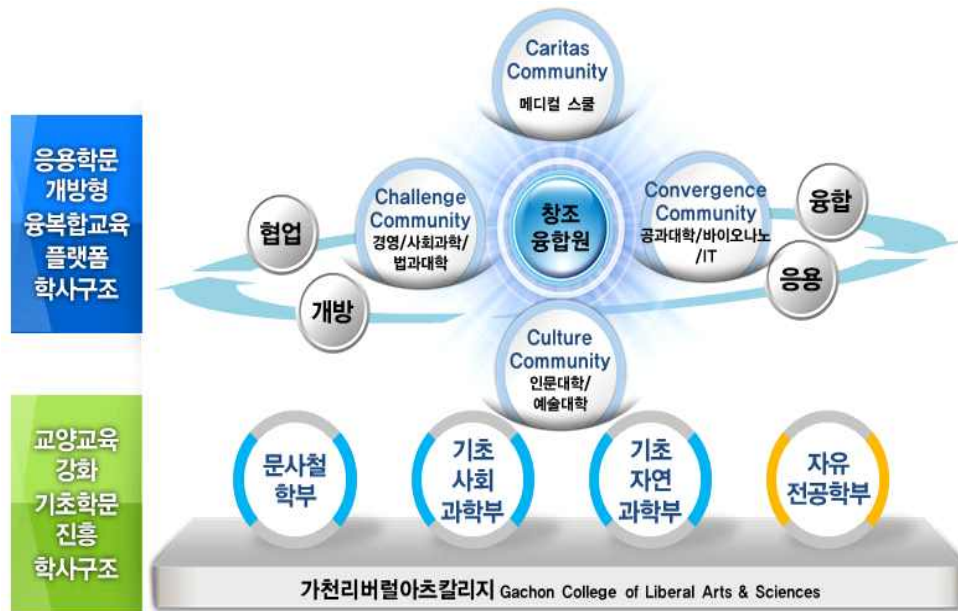 Caritas
Community
메디컬 스쿨
응용학문
개방형
융복합교육
플랫폼
학사구조
협업
개방
Challenge
Community
경영/사회과학/
법과대학
창조
융합원
Convergence
Community
공과대학/바이오나노
/IT
융합
응용
Culture
Community
인문대학/
예술대학
교양교육
강화
기초학문
진흥
학사구조
문사철
학부
기초
사회
과학부
기초
자연
과학부
자유
전공학부
가천리버럴아츠칼리지 Gachon College of Liberal Arts & Sciences